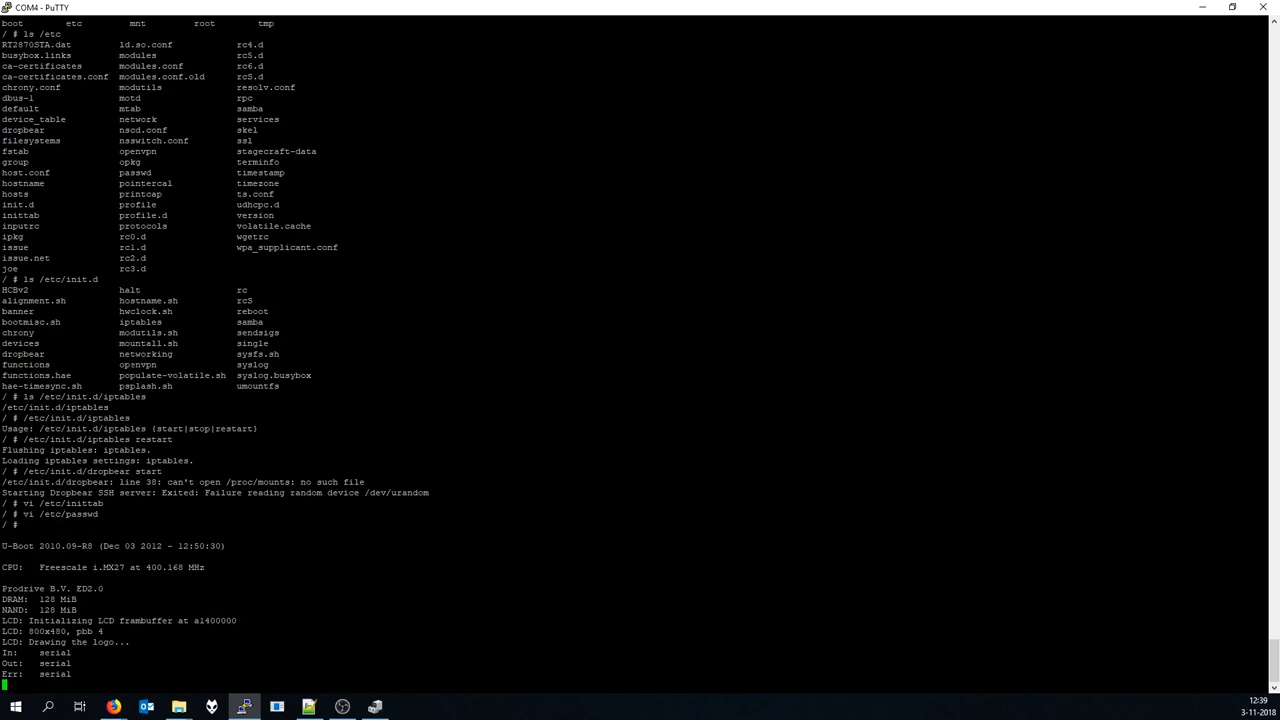 COM4 - PuTTY
boot etc mnt root tmp
/ # ls /etc
RT2870STA.dat ld.so.conf rc4.d
busybox.links modules rc5.d
ca-certificates modules.conf rc6.d
ca-certificates.conf modules.conf.old rcS.d
chrony.conf modutils resolv.conf
dbus-1 motd rpc
default mtab samba
device_table network services
dropbear nscd.conf skel
filesystems nsswitch.conf ssl
fstab openvpn stagecraft-data
group opkg terminfo
host.conf passwd timestamp
hostname pointercal timezone
hosts printcap ts.conf
init.d profile udhcpc.d
inittab profile.d version
inputrc protocols volatile.cache
ipkg rc0.d wgetrc
issue rc1.d wpa_supplicant.conf
issue.net rc2.d
joe rc3.d
/ # ls /etc/init.d
HCBv2 halt rc
alignment.sh hostname.sh rcS
banner hwclock.sh reboot
bootmisc.sh iptables samba
chrony modutils.sh sendsigs
devices mountall.sh single
dropbear networking sysfs.sh
functions openvpn syslog
functions.hae populate-volatile.sh syslog.busybox
hae-timesync.sh psplash.sh umountfs
/ # ls /etc/init.d/iptables
/etc/init.d/iptables
/ # /etc/init.d/iptables
Usage: /etc/init.d/iptables {start|stop|restart}
/ # /etc/init.d/iptables restart
Flushing iptables: iptables.
Loading iptables settings: iptables.
/ # /etc/init.d/dropbear start
/etc/init.d/dropbear: line 38: can't open /proc/mounts: no such file
Starting Dropbear SSH server: Exited: Failure reading random device /dev/urandom
/ # vi /etc/inittab
/ # vi /etc/passwd
/ #
U-Boot 2010.09-R8 (Dec 03 2012 - 12:50:30)
CPU: Freescale i.MX27 at 400.168 MHz
Prodrive B.V. ED2.0
DRAM: 128 MiB
NAND: 128 MiB
LCD: Initializing LCD frambuffer at a1400000
LCD: 800x480, pbb 4
LCD: Drawing the logo...
In: serial
Out: serial
Err: serial
12:39
3-11-2018